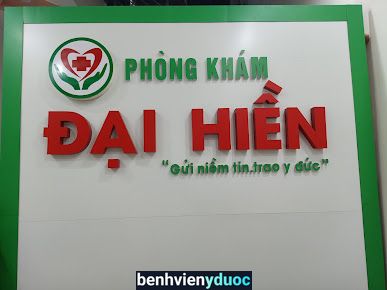 PHÒNG KHÁM
ĐẠI HIỀN
"Gửi niềm tin, trao y đức"
benhvienyduoc